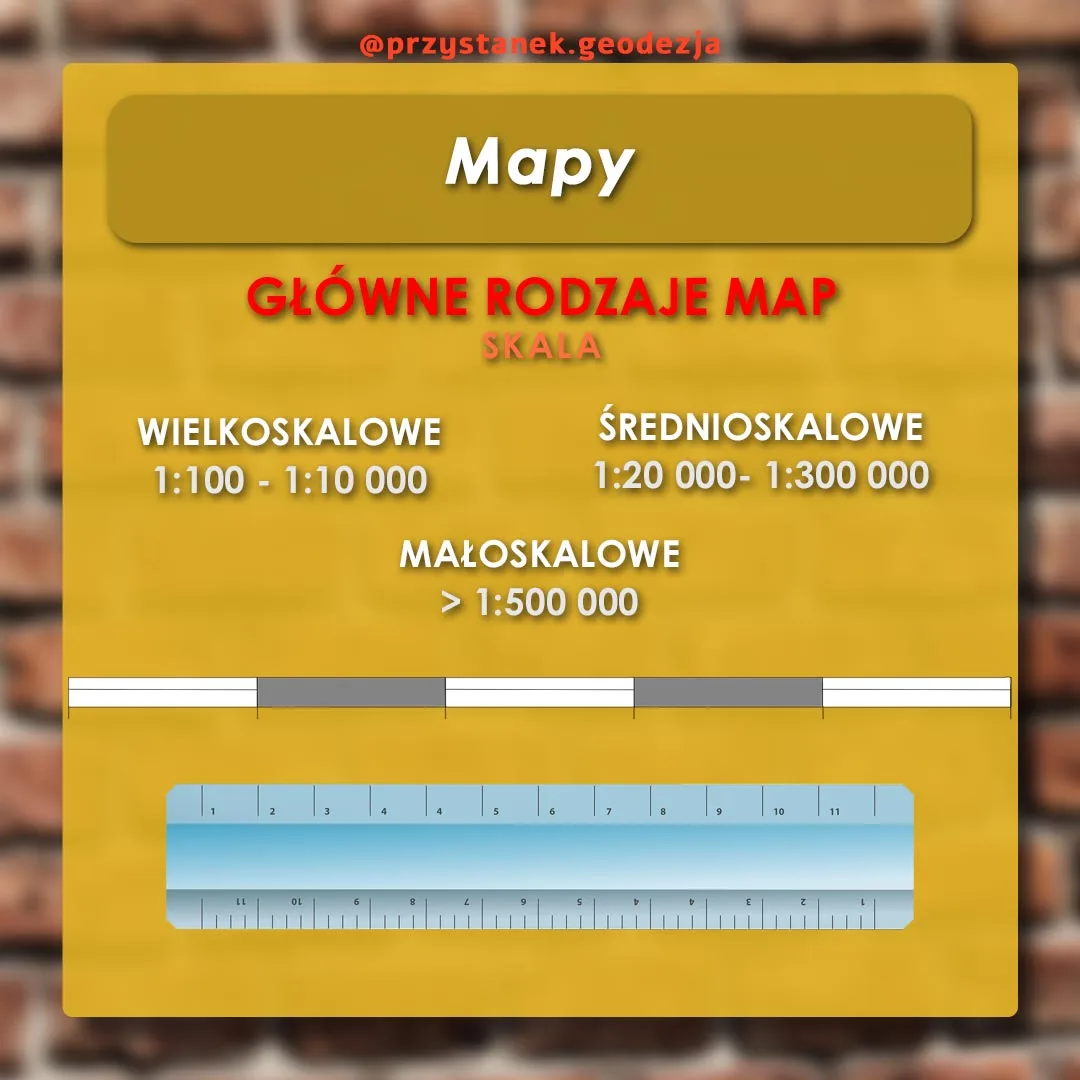 @przystanek.geodezja
Mapy
GŁÓWNE RODZAJE MAP
SKALA
WIELKOSKALOWE
1:100 - 1:10 000
ŚREDNIOSKALOWE
1:20 000- 1:300 000
MAŁOSKALOWE
> 1:500 000
1 2 3 4 4 5 6 7 8 9 10 11
11 10 9 8 7 6 5 4 4 3 2 1